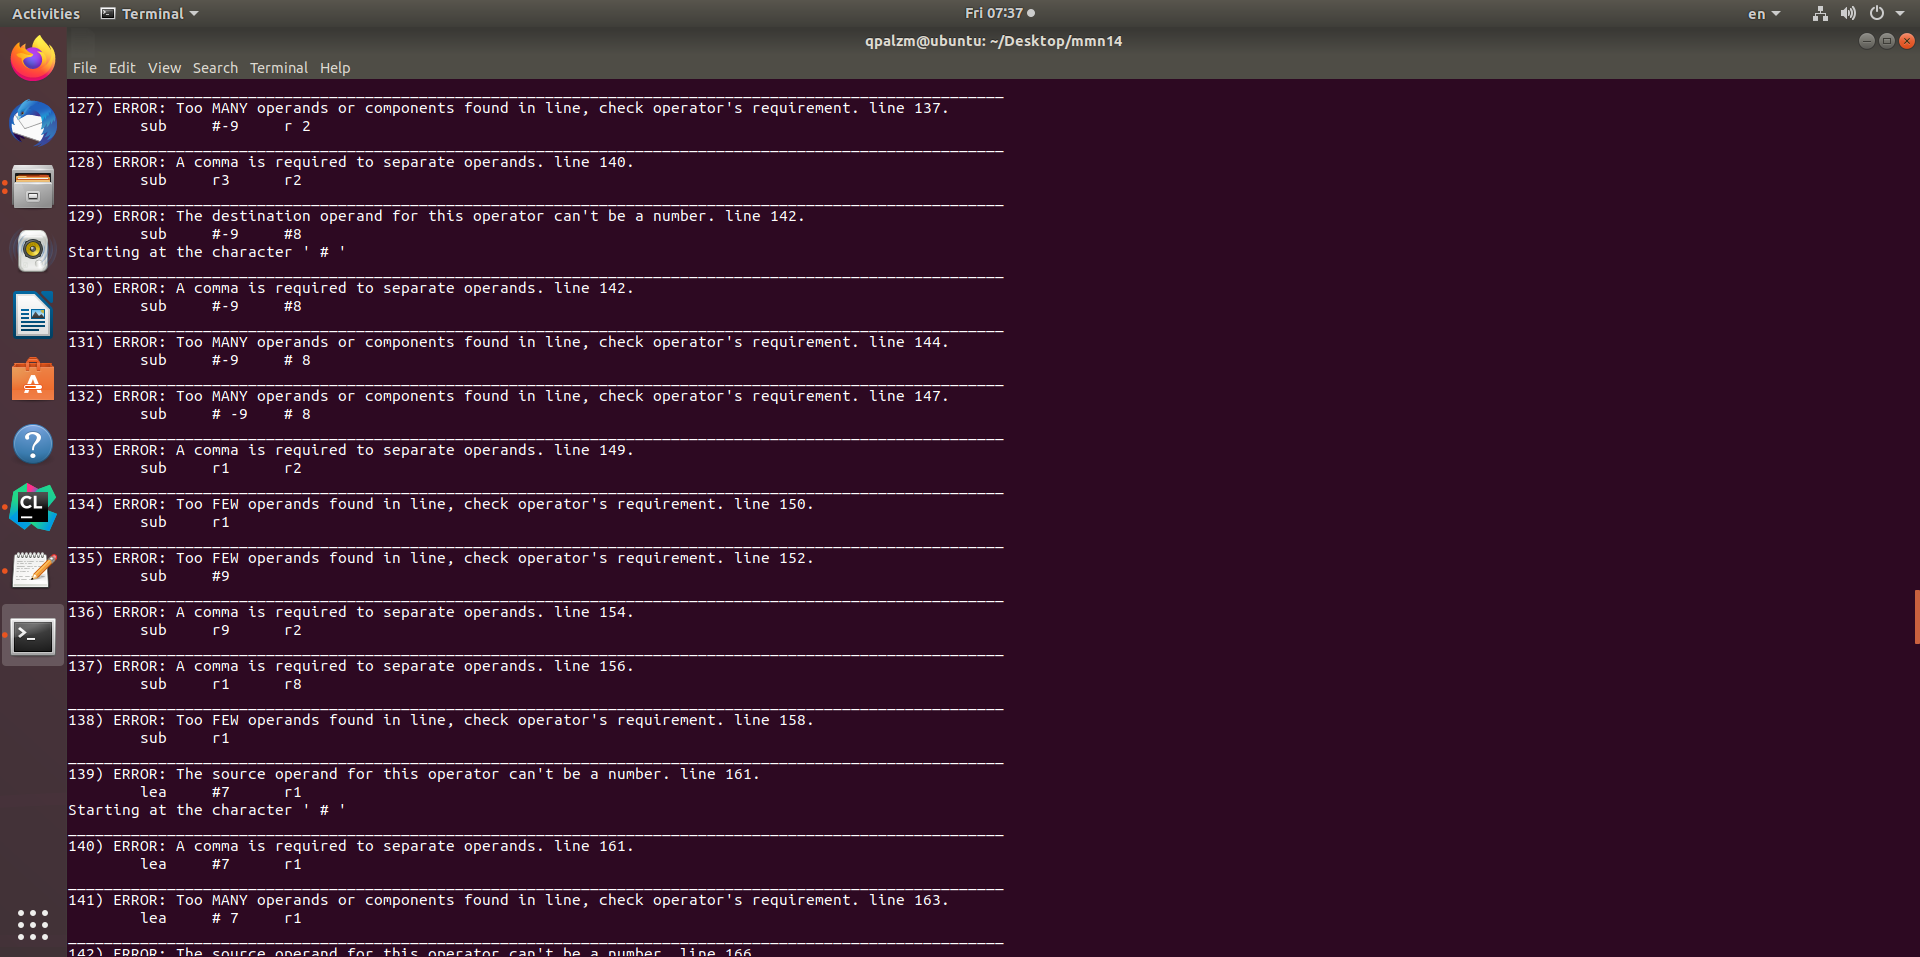 Activities Terminal Fri 07:37 en
qpalzm@ubuntu: ~/Desktop/mmn14
File Edit View Search Terminal Help
127) ERROR: Too MANY operands or components found in line, check operator's requirement. line 137.
sub #-9 r 2
128) ERROR: A comma is required to separate operands. line 140.
sub r3 r2
129) ERROR: The destination operand for this operator can't be a number. line 142.
sub #-9 #8
Starting at the character ' # '
130) ERROR: A comma is required to separate operands. line 142.
sub #-9 #8
131) ERROR: Too MANY operands or components found in line, check operator's requirement. line 144.
sub #-9 # 8
132) ERROR: Too MANY operands or components found in line, check operator's requirement. line 147.
sub # -9 # 8
133) ERROR: A comma is required to separate operands. line 149.
sub r1 r2
134) ERROR: Too FEW operands found in line, check operator's requirement. line 150.
sub r1
135) ERROR: Too FEW operands found in line, check operator's requirement. line 152.
sub #9
136) ERROR: A comma is required to separate operands. line 154.
sub r9 r2
137) ERROR: A comma is required to separate operands. line 156.
sub r1 r8
138) ERROR: Too FEW operands found in line, check operator's requirement. line 158.
sub r1
139) ERROR: The source operand for this operator can't be a number. line 161.
lea #7 r1
Starting at the character ' # '
140) ERROR: A comma is required to separate operands. line 161.
lea #7 r1
141) ERROR: Too MANY operands or components found in line, check operator's requirement. line 163.
lea # 7 r1
142) ERROR: The source operand for this operator can't be a number. line 166.
CL